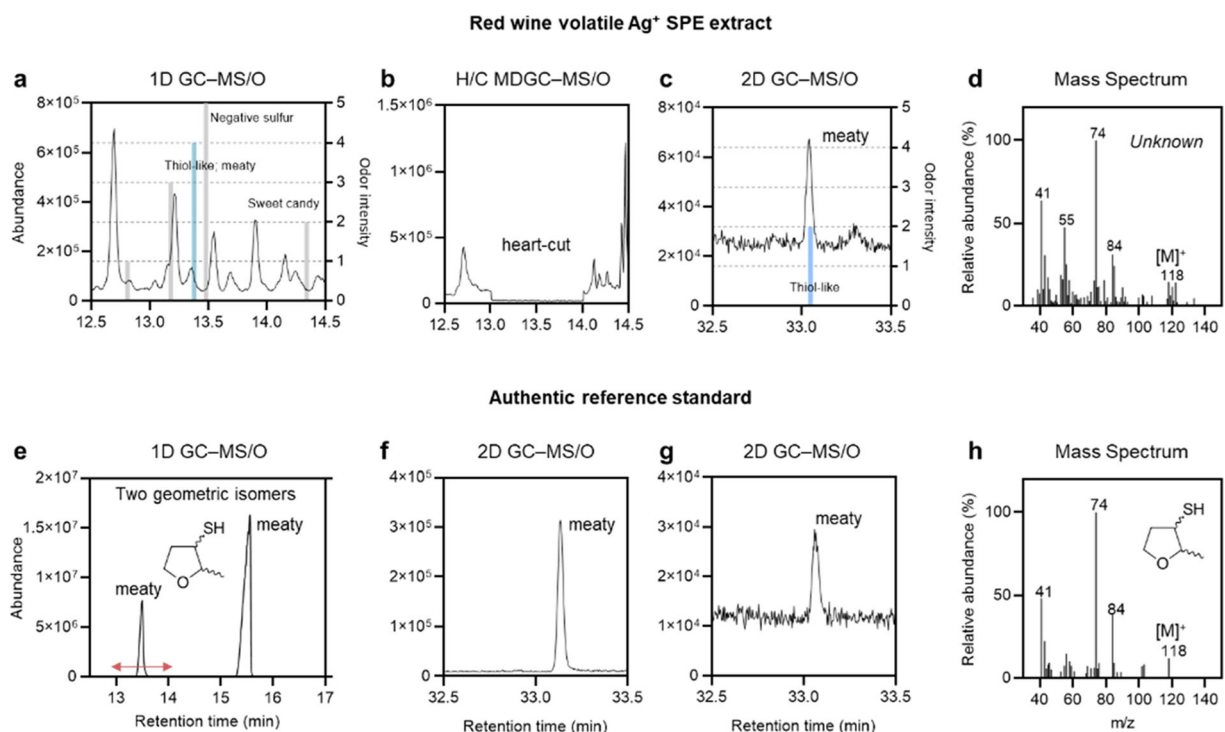 Red wine volatile Ag⁺ SPE extract
a 1D GC–MS/O
8×10⁵
6×10⁵
4×10⁵
2×10⁵
0
Abundance
5
4
3
2
1
0
Odor intensity
Negative sulfur
Thiol-like; meaty
Sweet candy
12.5 13.0 13.5 14.0 14.5
b H/C MDGC–MS/O
1.5×10⁶
1.0×10⁶
5×10⁵
0
heart-cut
12.5 13.0 13.5 14.0 14.5
c 2D GC–MS/O
8×10⁴
6×10⁴
4×10⁴
2×10⁴
0
5
4
3
2
1
0
Odor intensity
meaty
Thiol-like
32.5 33.0 33.5
d Mass Spectrum
Relative abundance (%)
100
50
0
74
Unknown
41
55
84
[M]⁺
118
40 60 80 100 120 140
Authentic reference standard
e 1D GC–MS/O
2×10⁷
1.5×10⁷
1×10⁷
5×10⁶
0
Abundance
Two geometric isomers
SH
O
meaty
meaty
13 14 15 16 17
Retention time (min)
f 2D GC–MS/O
4×10⁵
3×10⁵
2×10⁵
1×10⁵
0
meaty
32.5 33.0 33.5
Retention time (min)
g 2D GC–MS/O
4×10⁴
3×10⁴
2×10⁴
1×10⁴
0
meaty
32.5 33.0 33.5
Retention time (min)
h Mass Spectrum
Relative abundance (%)
100
50
0
74
SH
O
41
84
[M]⁺
118
40 60 80 100 120 140
m/z